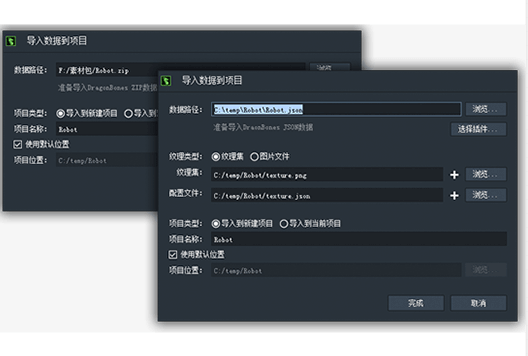 导入数据到项目
数据路径: F:/素材包/Robot.zip 浏览...
准备导入DragonBones ZIP数据
项目类型: 导入到新建项目 导入到
项目名称: Robot
使用默认位置
项目位置: C:/temp/Robot
导入数据到项目
数据路径: C:\temp\Robot\Robot.json 浏览...
准备导入DraonBones JSON数据 选择插件...
纹理类型: 纹理集 图片文件
纹理集: C:/temp/Robot/texture.png + 浏览...
配置文件: C:/temp/Robot/texture.json + 浏览...
项目类型: 导入到新建项目 导入到当前项目
项目名称: Robot
使用默认位置
项目位置: C:/temp/Robot 浏览
完成 取消